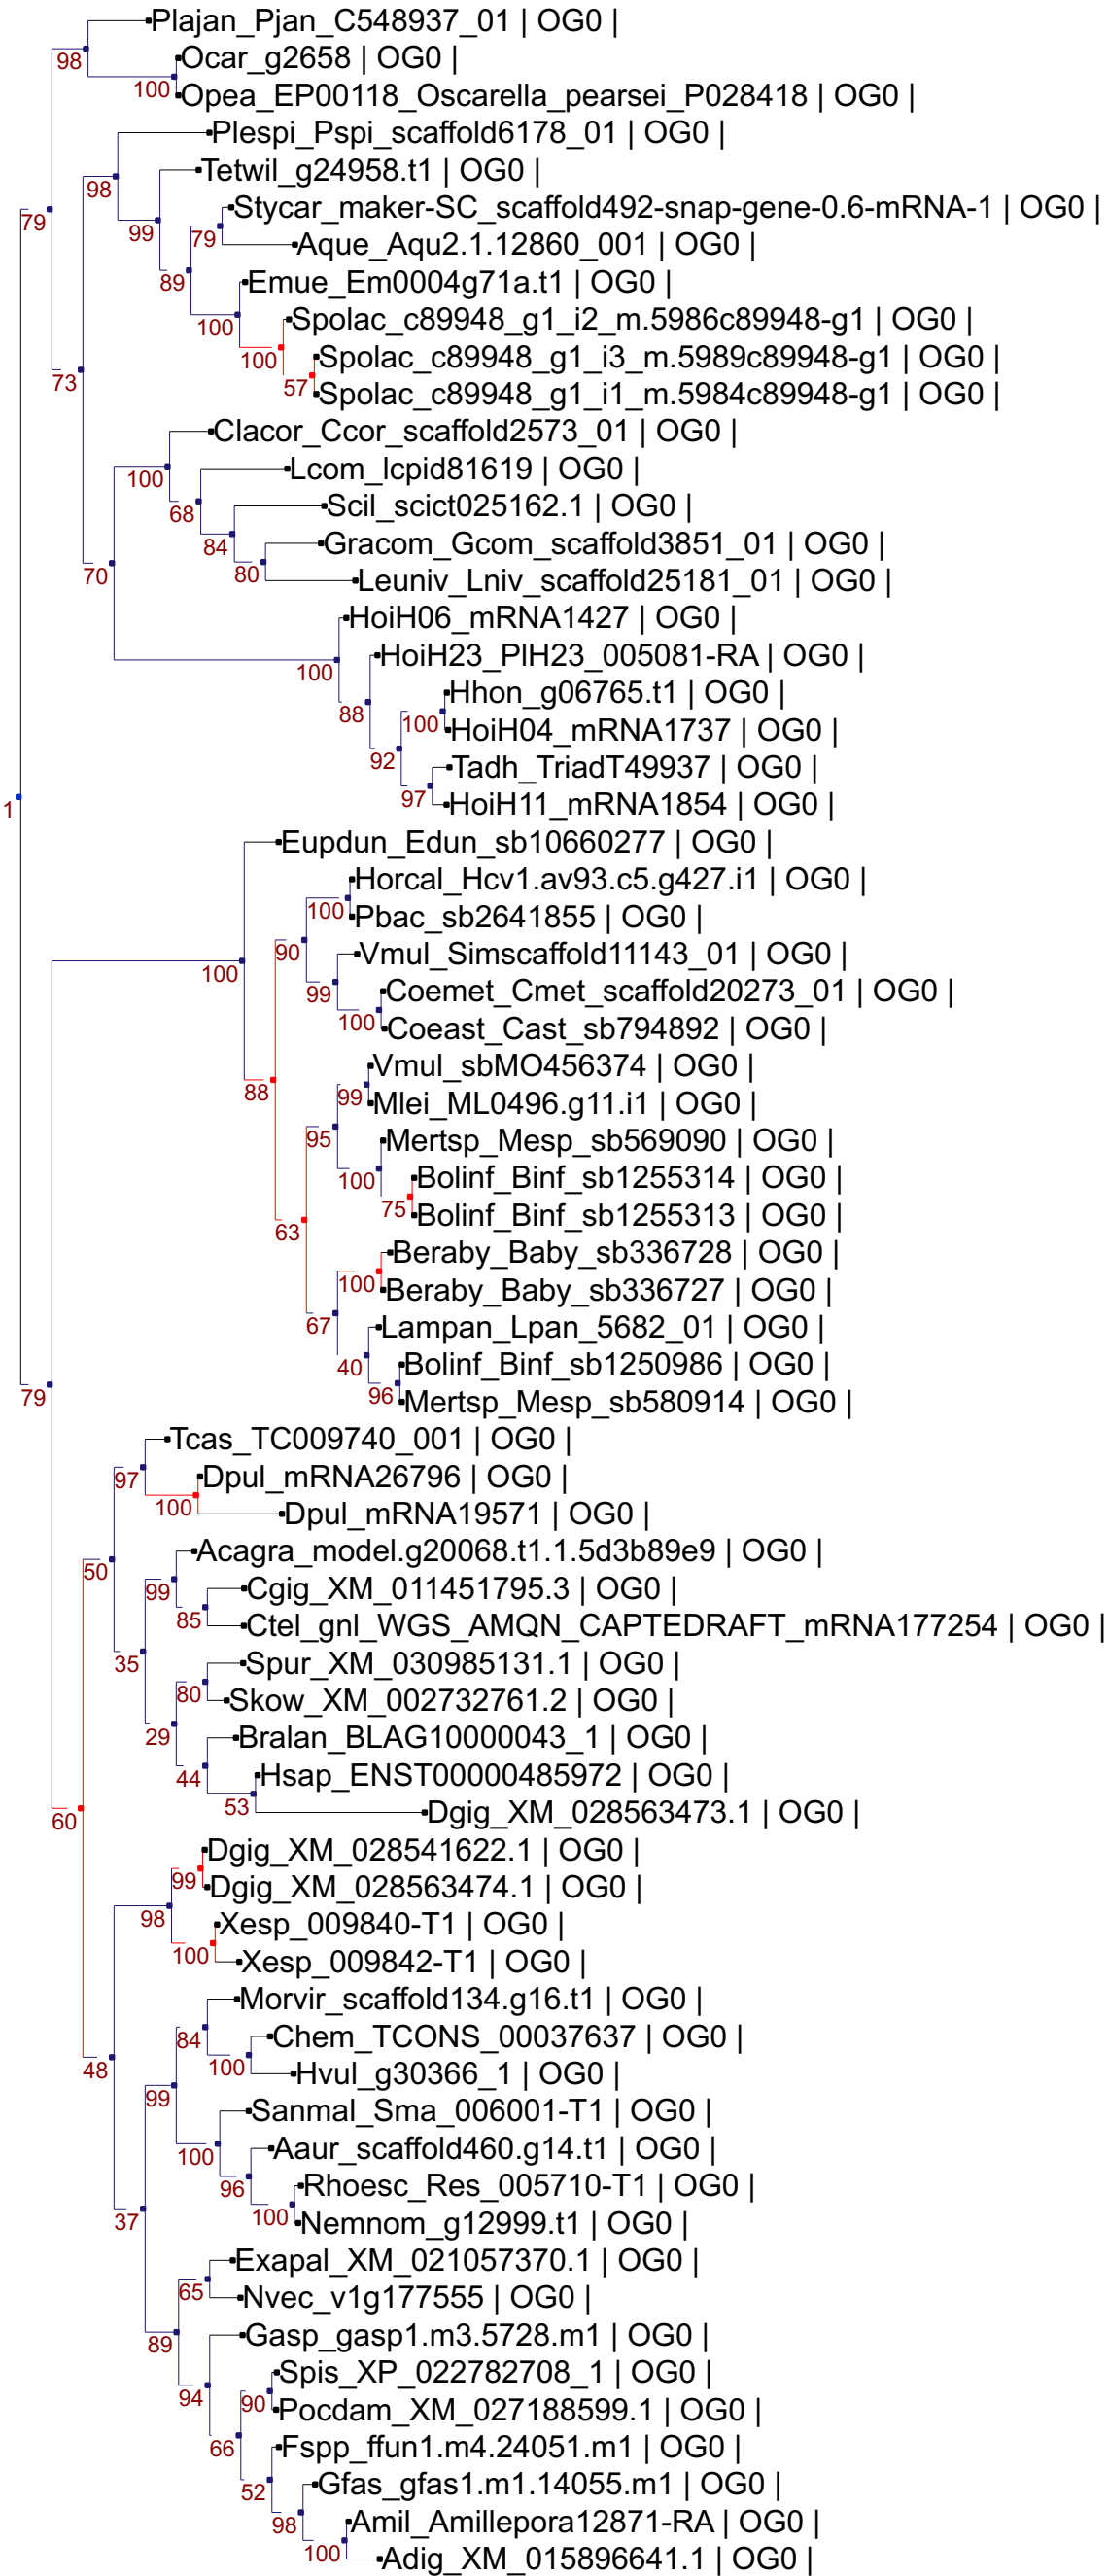 Plajan_Pjan_C548937_01 | OG0 |
98
Ocar_g2658 | OG0 |
100
Opea_EP00118_Oscarella_pearsei_P028418 | OG0 |
Plespi_Pspi_scaffold6178_01 | OG0 |
Tetwil_g24958.t1 | OG0 |
98
Stycar_maker-SC_scaffold492-snap-gene-0.6-mRNA-1 | OG0 |
79
99
79
Aque_Aqu2.1.12860_001 | OG0 |
89
Emue_Em0004g71a.t1 | OG0 |
100
Spolac_c89948_g1_i2_m.5986c89948-g1 | OG0 |
100
Spolac_c89948_g1_i3_m.5989c89948-g1 | OG0 |
73
57
Spolac_c89948_g1_i1_m.5984c89948-g1 | OG0 |
Clacor_Ccor_scaffold2573_01 | OG0 |
100
Lcom_lcpid81619 | OG0 |
68
Scil_scict025162.1 | OG0 |
84
Gracom_Gcom_scaffold3851_01 | OG0 |
70
80
Leuniv_Lniv_scaffold25181_01 | OG0 |
HoiH06_mRNA1427 | OG0 |
100
HoiH23_PlH23_005081-RA | OG0 |
Hhon_g06765.t1 | OG0 |
88
100
HoiH04_mRNA1737 | OG0 |
92
Tadh_TriadT49937 | OG0 |
97
HoiH11_mRNA1854 | OG0 |
1
Eupdun_Edun_sb10660277 | OG0 |
Horcal_Hcv1.av93.c5.g427.i1 | OG0 |
100
Pbac_sb2641855 | OG0 |
90
Vmul_Simscaffold11143_01 | OG0 |
100
99
Coemet_Cmet_scaffold20273_01 | OG0 |
100
Coeast_Cast_sb794892 | OG0 |
Vmul_sbMO456374 | OG0 |
88
99
Mlei_ML0496.g11.i1 | OG0 |
95
Mertsp_Mesp_sb569090 | OG0 |
100
Bolinf_Binf_sb1255314 | OG0 |
75
Bolinf_Binf_sb1255313 | OG0 |
63
Beraby_Baby_sb336728 | OG0 |
100
Beraby_Baby_sb336727 | OG0 |
67
Lampan_Lpan_5682_01 | OG0 |
40
Bolinf_Binf_sb1250986 | OG0 |
96
79
Mertsp_Mesp_sb580914 | OG0 |
Tcas_TC009740_001 | OG0 |
97
Dpul_mRNA26796 | OG0 |
100
Dpul_mRNA19571 | OG0 |
Acagra_model.g20068.t1.1.5d3b89e9 | OG0 |
50
99
Cgig_XM_011451795.3 | OG0 |
85
Ctel_gnl_WGS_AMQN_CAPTEDRAFT_mRNA177254 | OG0 |
35
Spur_XM_030985131.1 | OG0 |
80
Skow_XM_002732761.2 | OG0 |
29
Bralan_BLAG10000043_1 | OG0 |
44
Hsap_ENST00000485972 | OG0 |
53
Dgig_XM_028563473.1 | OG0 |
60
Dgig_XM_028541622.1 | OG0 |
99
Dgig_XM_028563474.1 | OG0 |
98
Xesp_009840-T1 | OG0 |
100
Xesp_009842-T1 | OG0 |
Morvir_scaffold134.g16.t1 | OG0 |
84
Chem_TCONS_00037637 | OG0 |
48
100
Hvul_g30366_1 | OG0 |
99
Sanmal_Sma_006001-T1 | OG0 |
100
Aaur_scaffold460.g14.t1 | OG0 |
96
Rhoesc_Res_005710-T1 | OG0 |
37
100
Nemnom_g12999.t1 | OG0 |
Exapal_XM_021057370.1 | OG0 |
65
Nvec_v1g177555 | OG0 |
89
Gasp_gasp1.m3.5728.m1 | OG0 |
Spis_XP_022782708_1 | OG0 |
94
90
Pocdam_XM_027188599.1 | OG0 |
66
Fspp_ffun1.m4.24051.m1 | OG0 |
52
Gfas_gfas1.m1.14055.m1 | OG0 |
98
Amil_Amillepora12871-RA | OG0 |
100
Adig_XM_015896641.1 | OG0 |